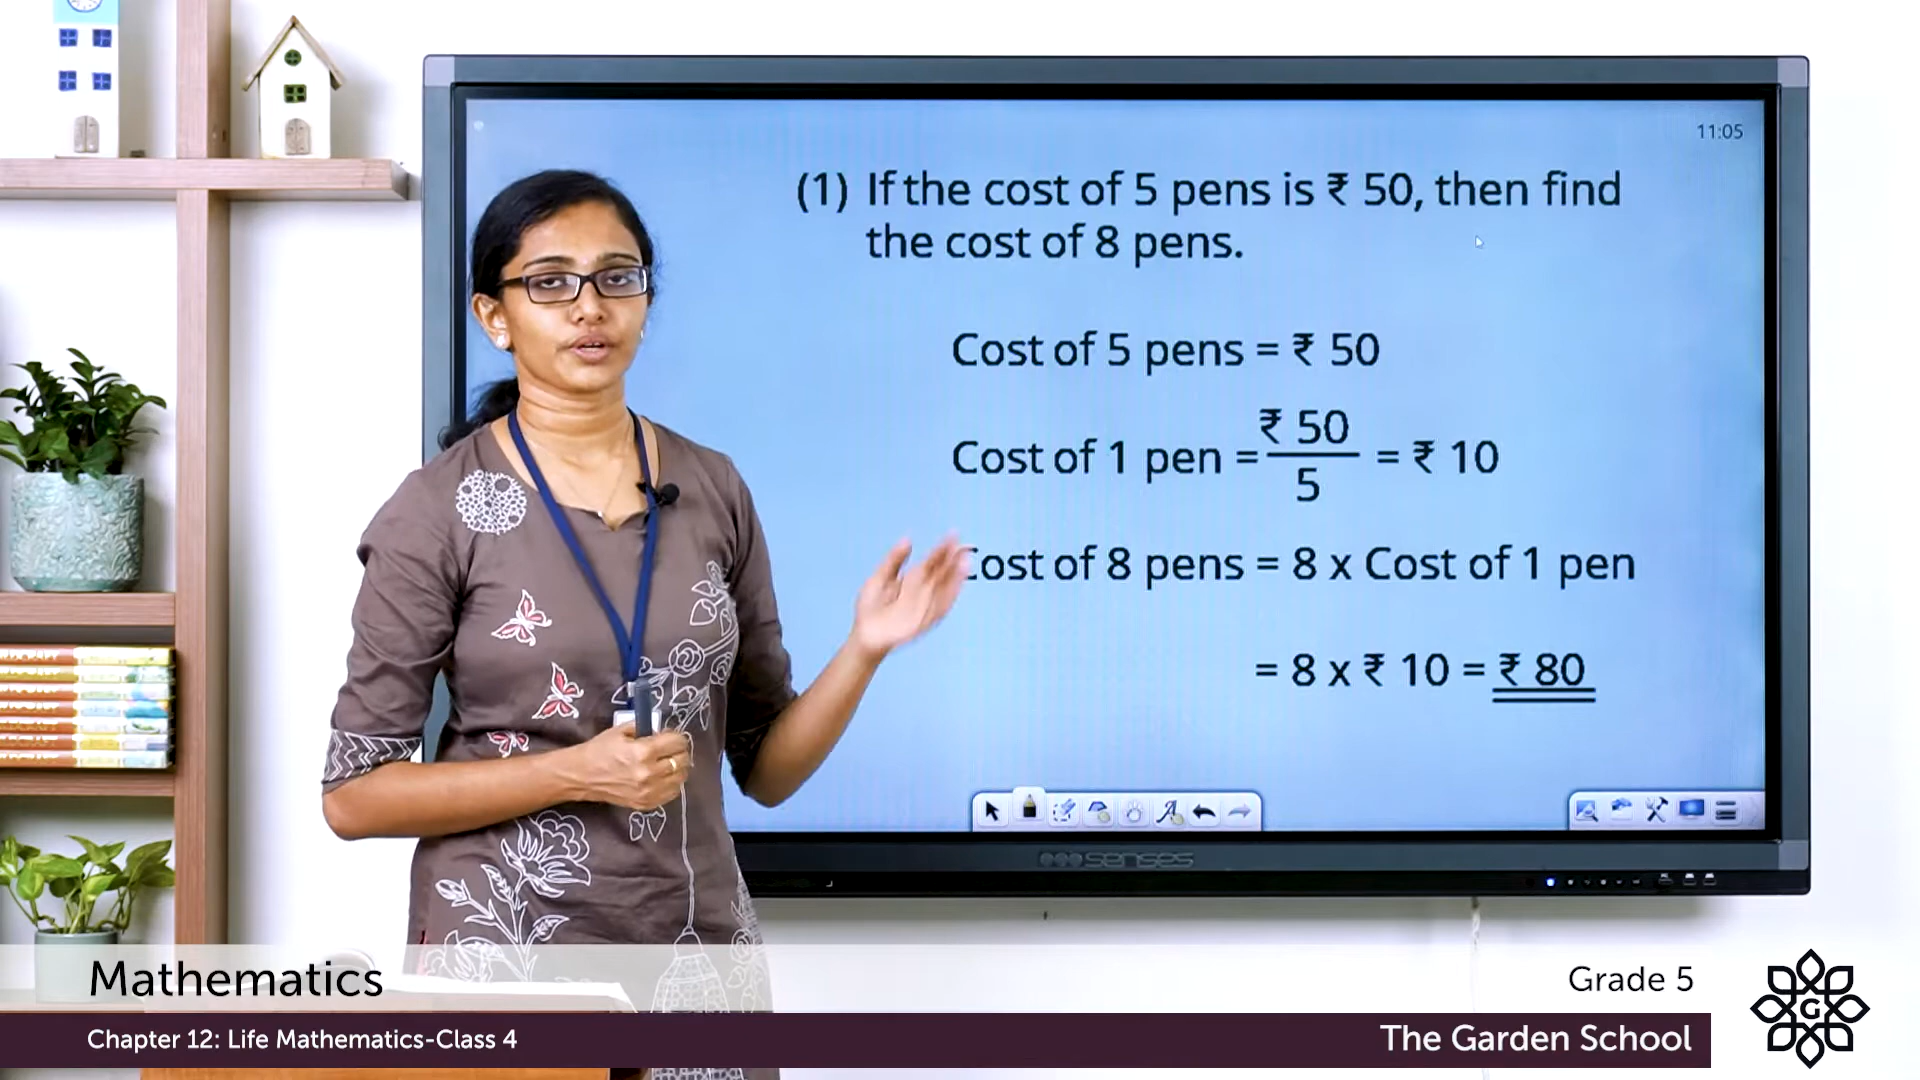 11:05
(1) If the cost of 5 pens is ₹ 50, then find
the cost of 8 pens.
Cost of 5 pens = ₹ 50
Cost of 1 pen = ₹ 50 / 5 = ₹ 10
Cost of 8 pens = 8 x Cost of 1 pen
= 8 x ₹ 10 = ₹ 80
senses
Mathematics
Grade 5
Chapter 12: Life Mathematics-Class 4
The Garden School
G